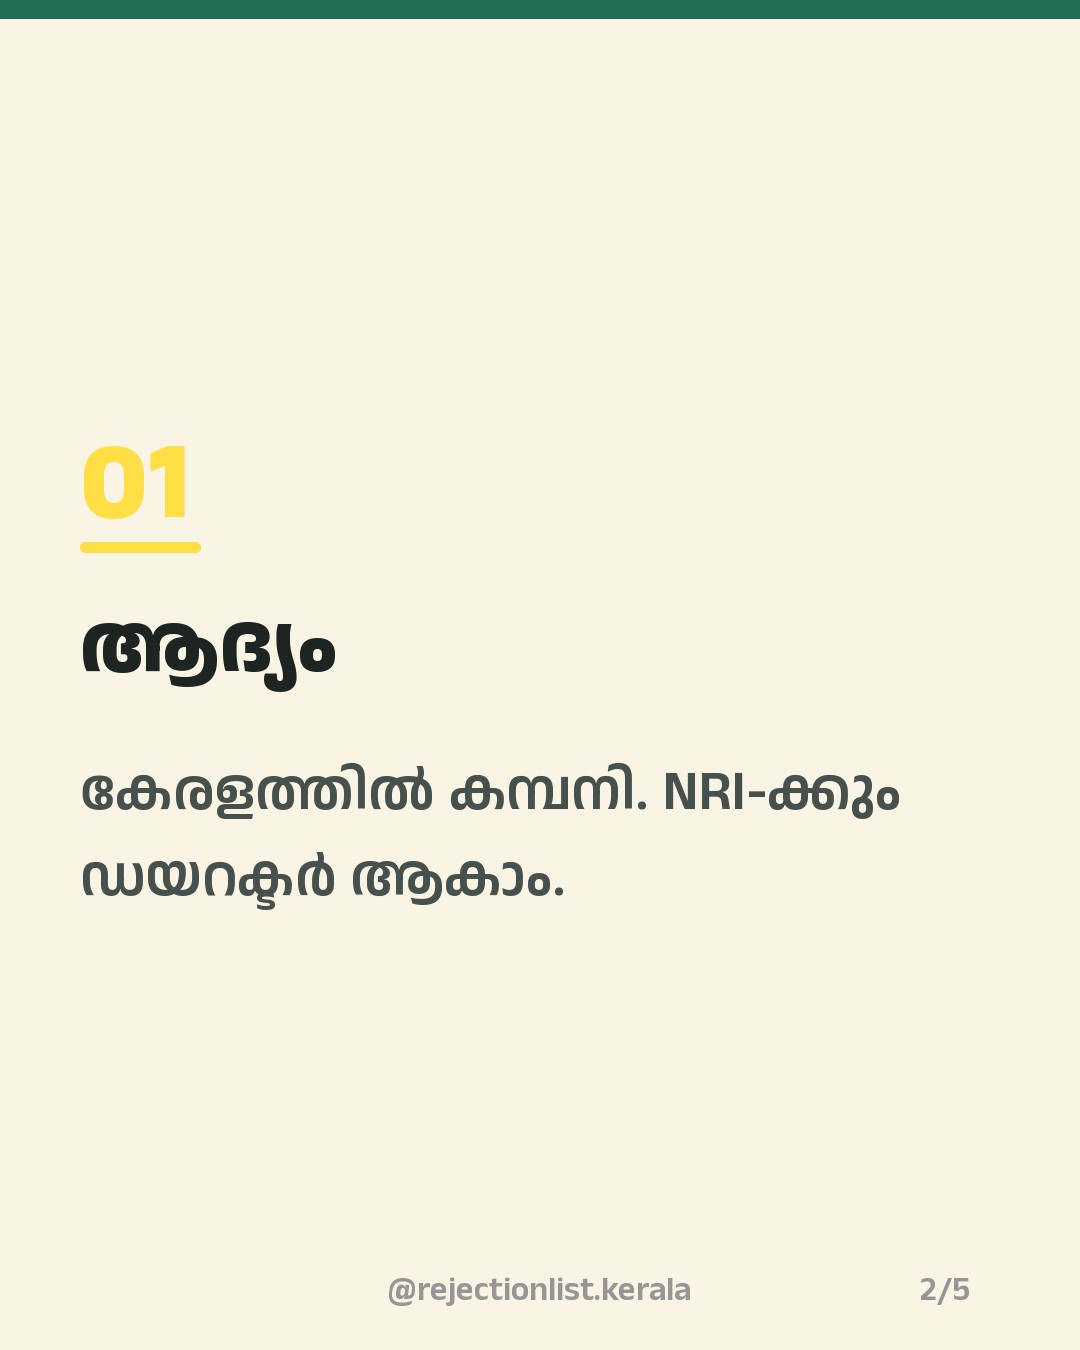 01
ആദ്യം
കേരളത്തിൽ കമ്പനി. NRI-ക്കും
ഡയറക്ടർ ആകാം.
@rejectionlist.kerala
2/5